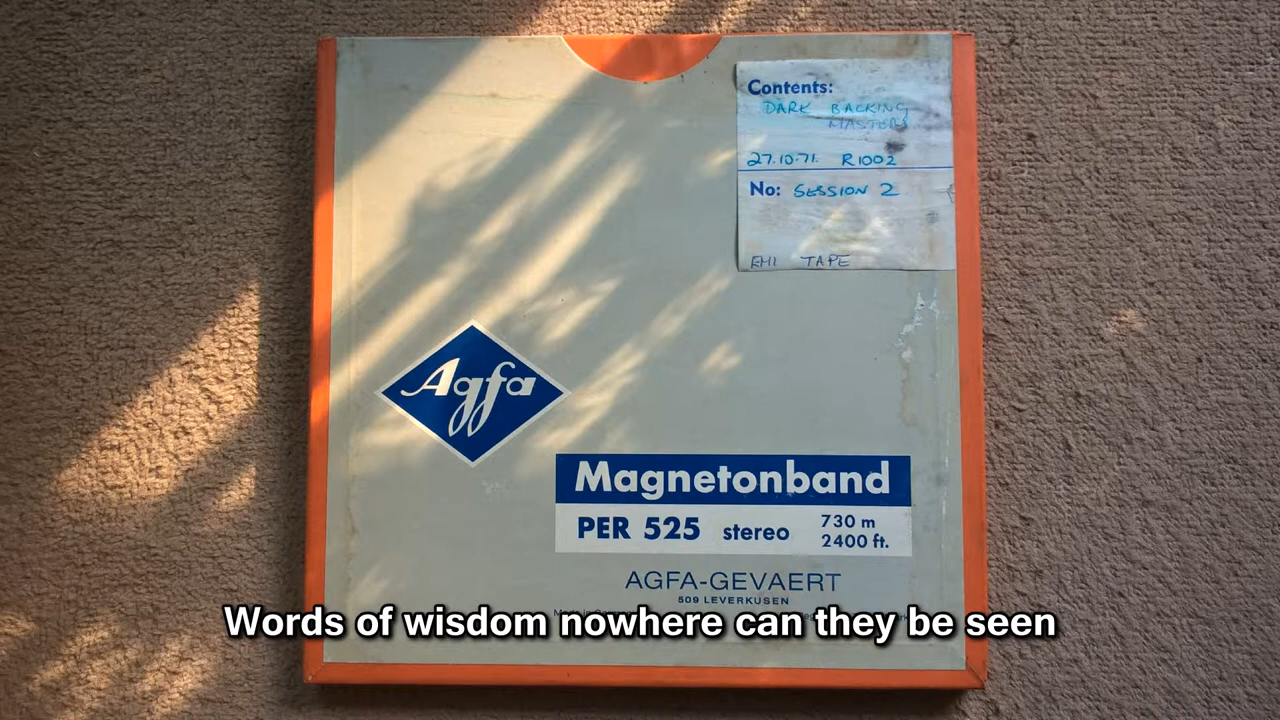 Contents:
DARK BACKING
MASTERS
27.10.71. R1002
No: SESSION 2
EMI TAPE
Agfa
Magnetonband
PER 525 stereo
730 m
2400 ft.
AGFA-GEVAERT
509 LEVERKUSEN
Words of wisdom nowhere can they be seen